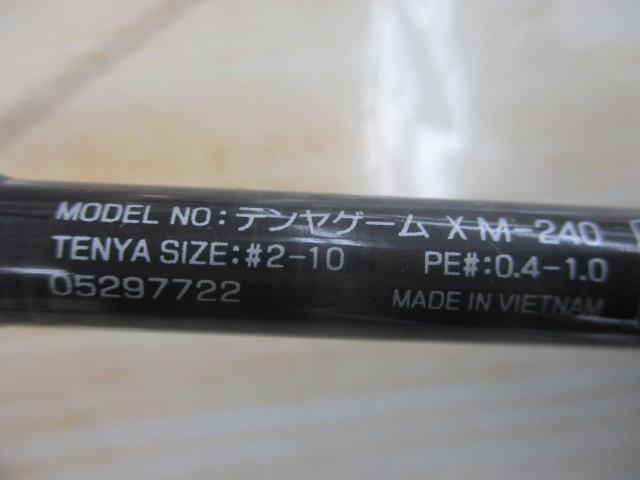 MODEL NO: テンヤゲーム X M-240
TENYA SIZE:#2-10 PE#:0.4-1.0
05297722 MADE IN VIETNAM